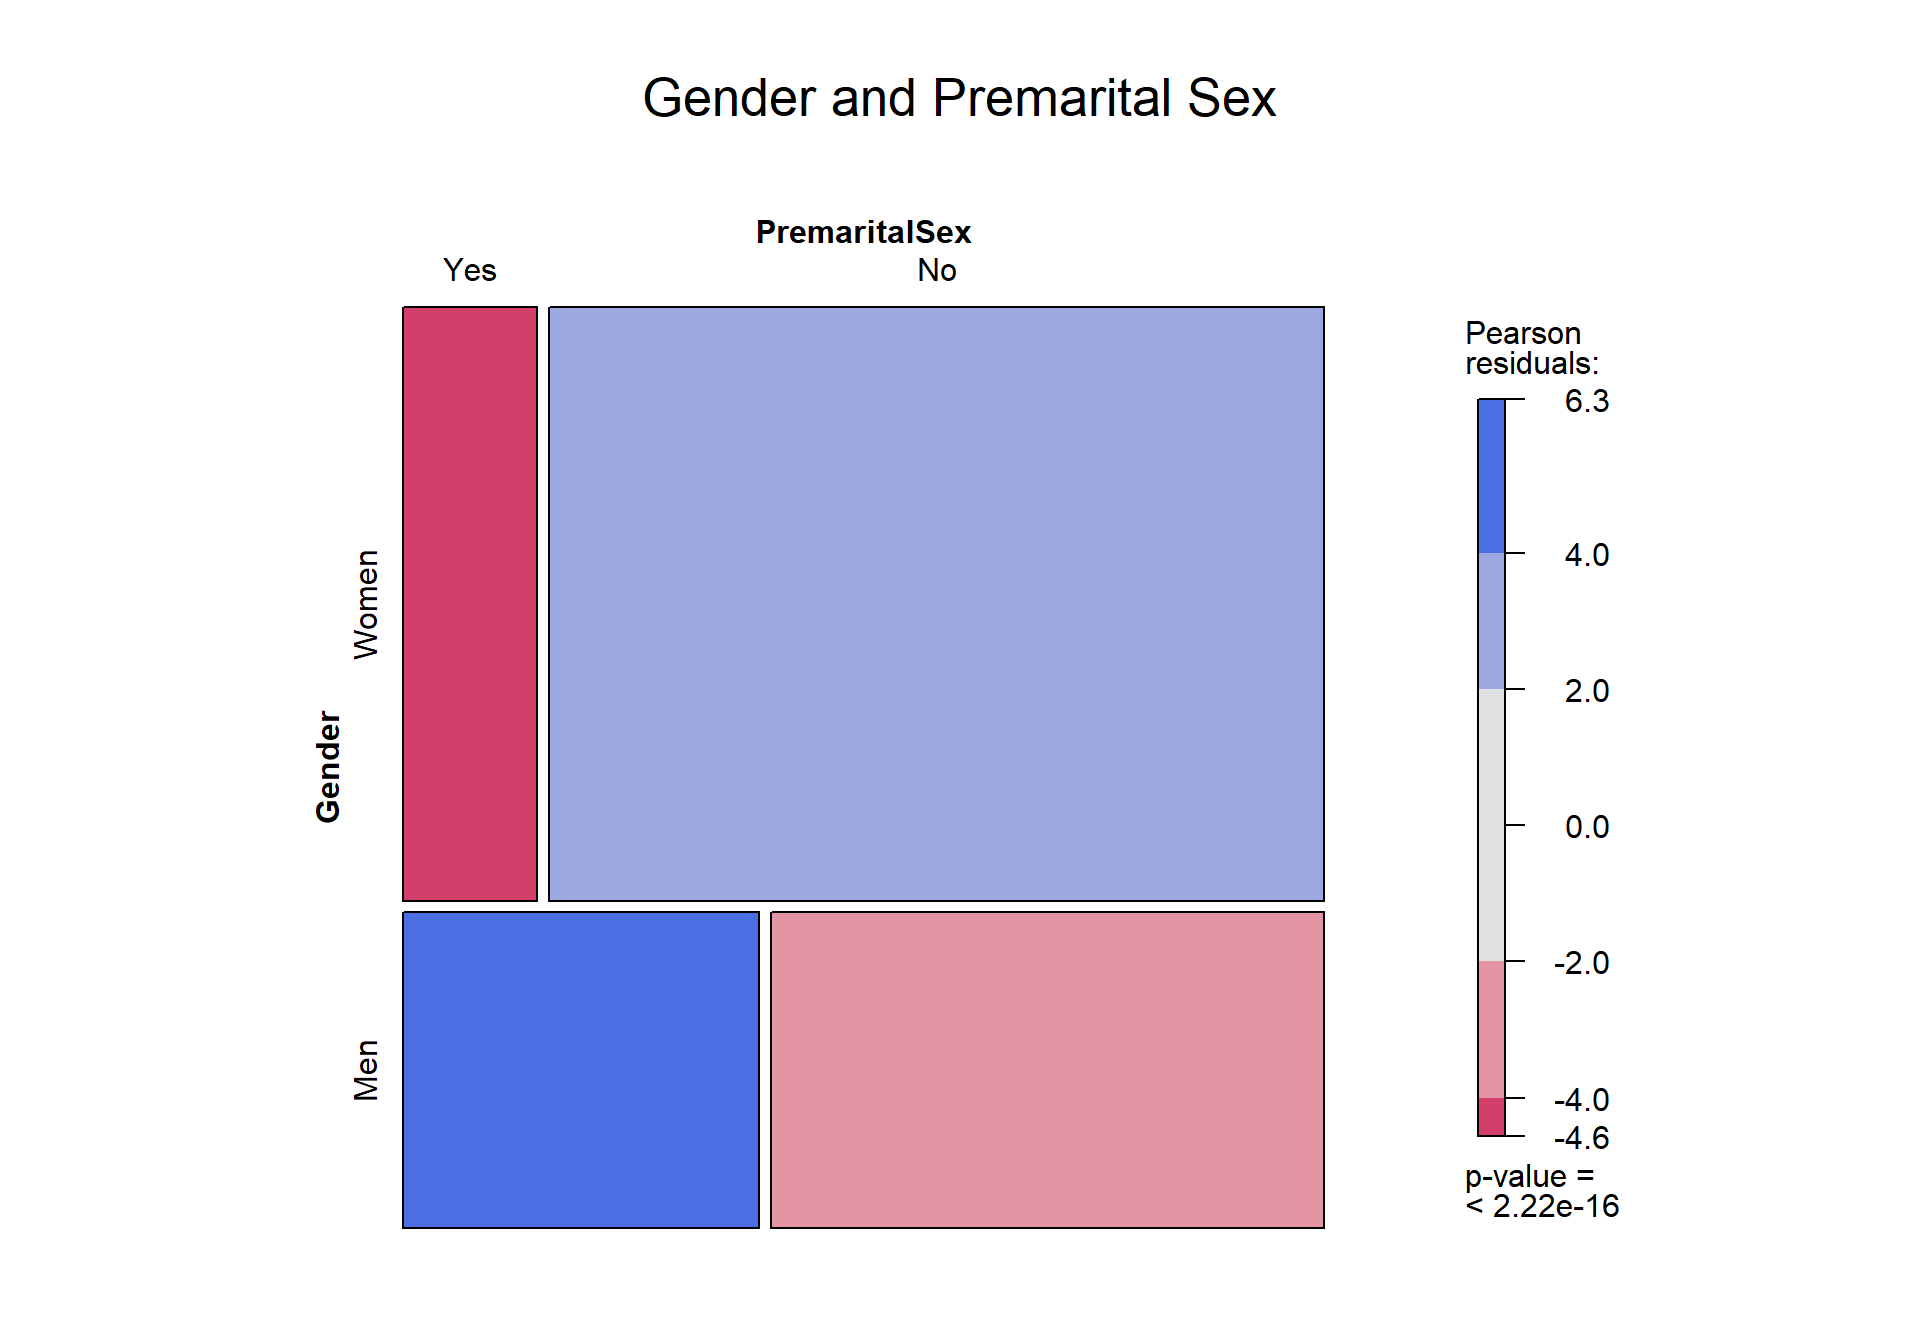 Gender and Premarital Sex
PremaritalSex
Yes No
Gender
Women
Men
Pearson
residuals:
6.3
4.0
2.0
0.0
-2.0
-4.0
-4.6
p-value =
< 2.22e-16